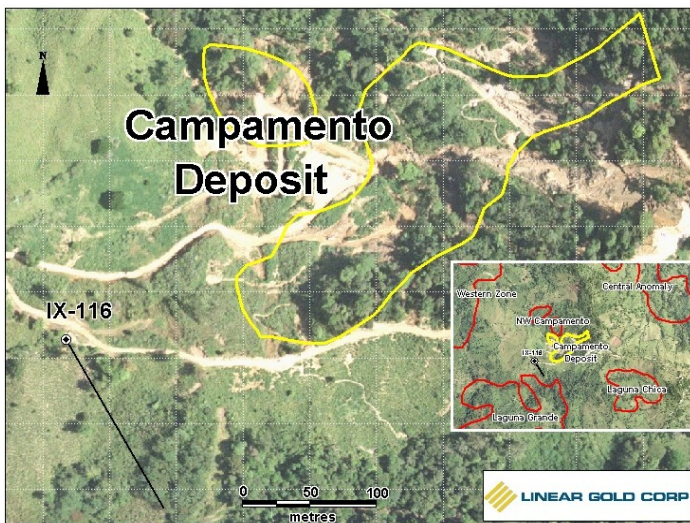 N
Campamento
Deposit
IX-116
Western Zone
Central Anomaly
NW Campamento
IX-116
Campamento
Deposit
Laguna Chica
Laguna Grande
0 50 100
metres
LINEAR GOLD CORP